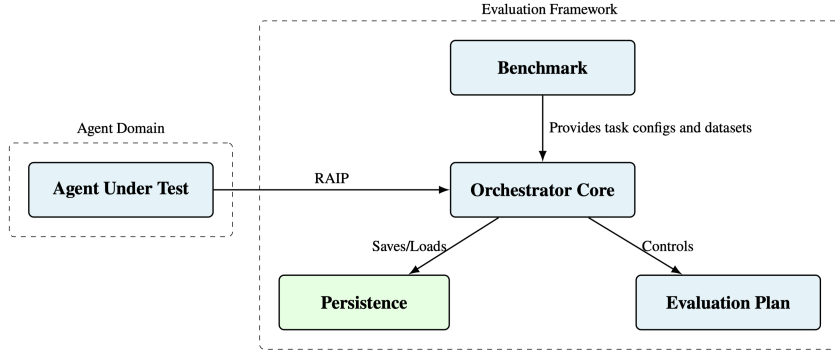 Evaluation Framework
Benchmark
Provides task configs and datasets
Agent Domain
Agent Under Test
RAIP
Orchestrator Core
Saves/Loads
Controls
Persistence
Evaluation Plan